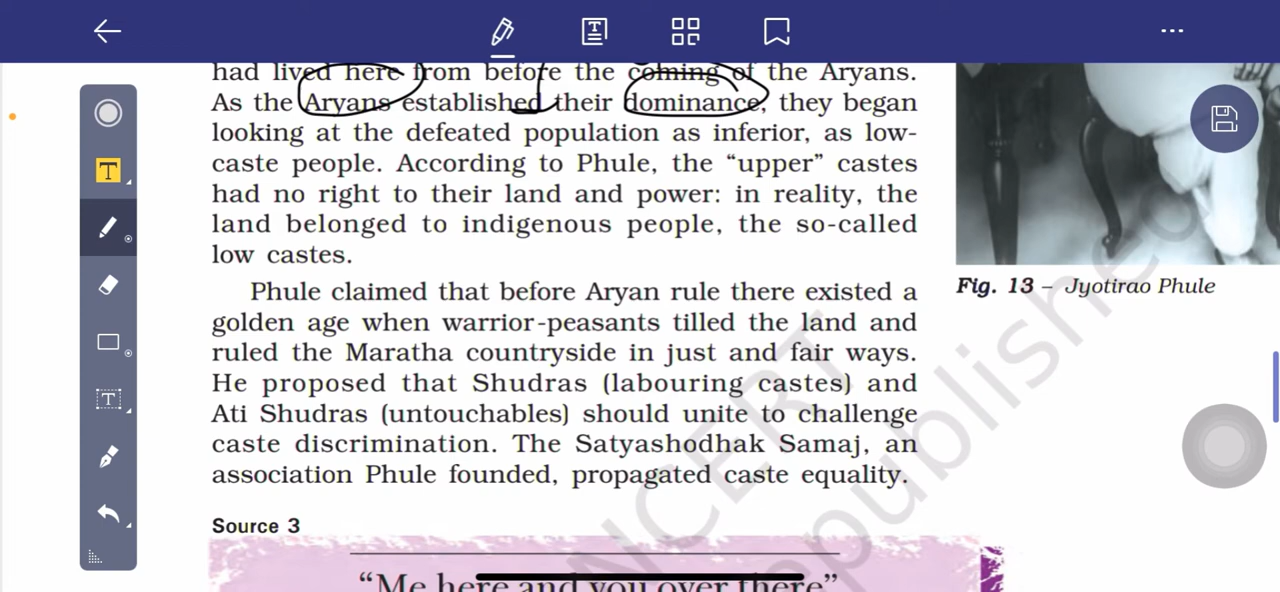 had lived here from before the coming of the Aryans.
As the Aryans established their dominance, they began
looking at the defeated population as inferior, as low-
caste people. According to Phule, the “upper” castes
had no right to their land and power: in reality, the
land belonged to indigenous people, the so-called
low castes.
Phule claimed that before Aryan rule there existed a
golden age when warrior-peasants tilled the land and
ruled the Maratha countryside in just and fair ways.
He proposed that Shudras (labouring castes) and
Ati Shudras (untouchables) should unite to challenge
caste discrimination. The Satyashodhak Samaj, an
association Phule founded, propagated caste equality.
Fig. 13 – Jyotirao Phule
Source 3
“Me here and you over there”
NCERT
republished